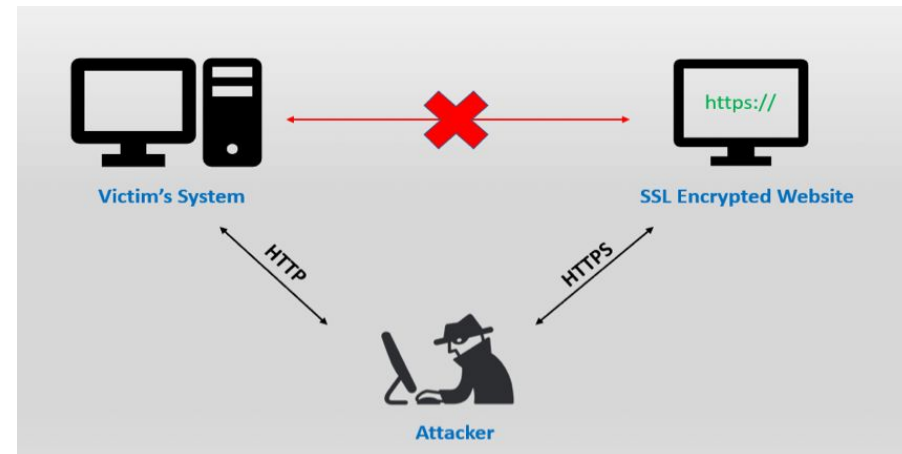 https://
Victim's System
SSL Encrypted Website
HTTP
HTTPS
Attacker